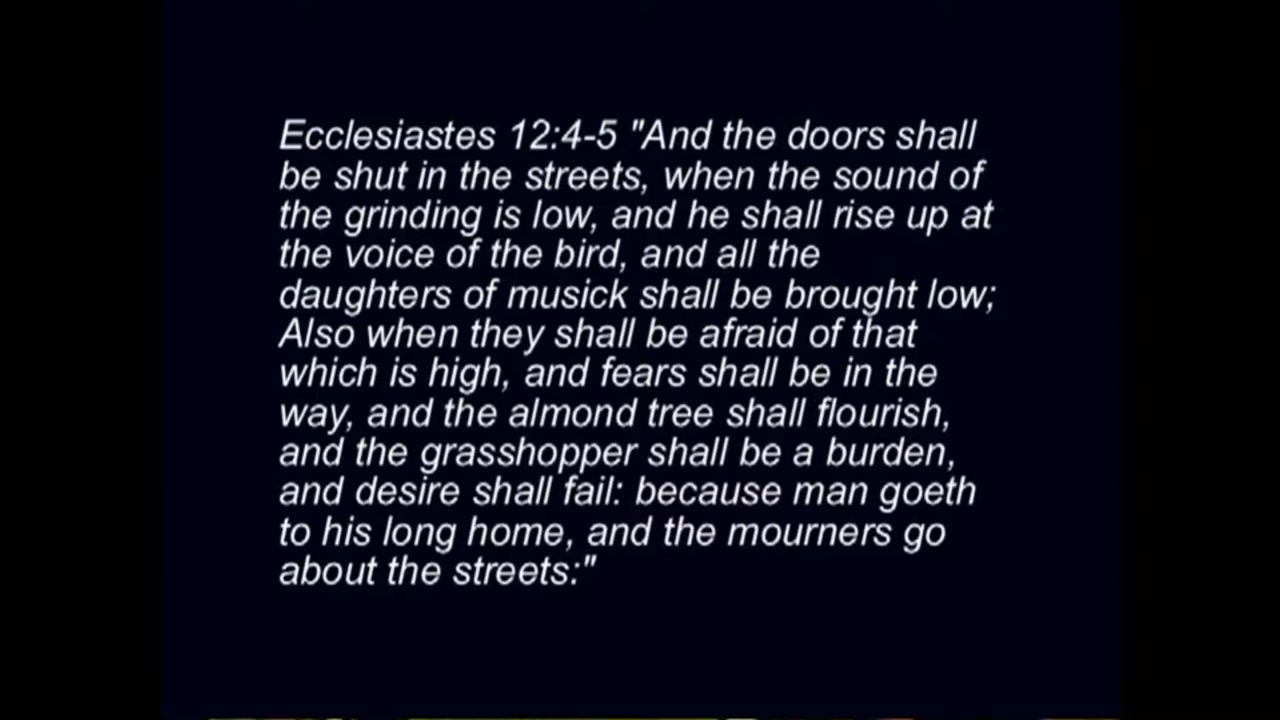 Ecclesiastes 12:4-5 "And the doors shall
be shut in the streets, when the sound of
the grinding is low, and he shall rise up at
the voice of the bird, and all the
daughters of musick shall be brought low;
Also when they shall be afraid of that
which is high, and fears shall be in the
way, and the almond tree shall flourish,
and the grasshopper shall be a burden,
and desire shall fail: because man goeth
to his long home, and the mourners go
about the streets:"